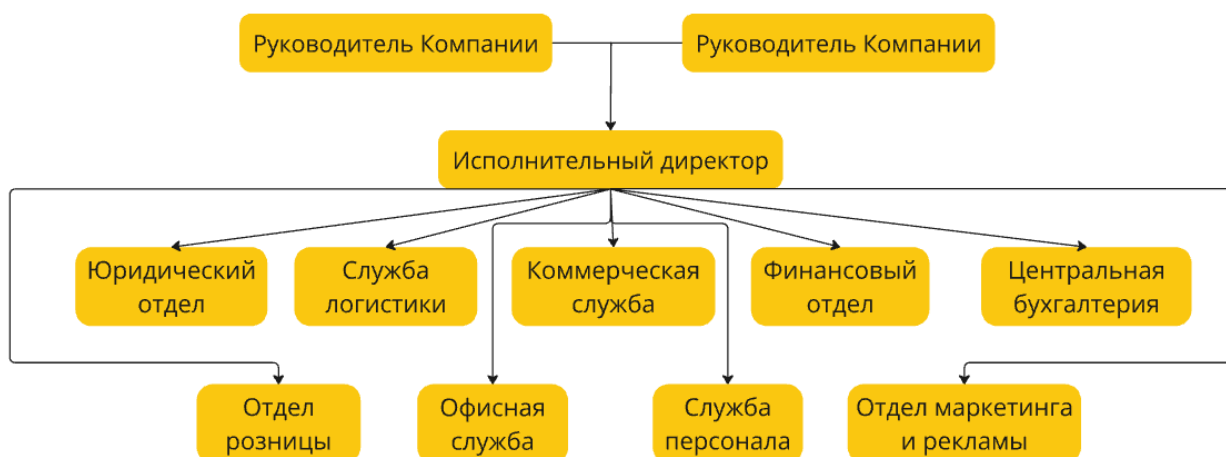 Руководитель Компании
Руководитель Компании
Исполнительный директор
Юридический
отдел
Служба
логистики
Коммерческая
служба
Финансовый
отдел
Центральная
бухгалтерия
Отдел
розницы
Офисная
служба
Служба
персонала
Отдел маркетинга
и рекламы